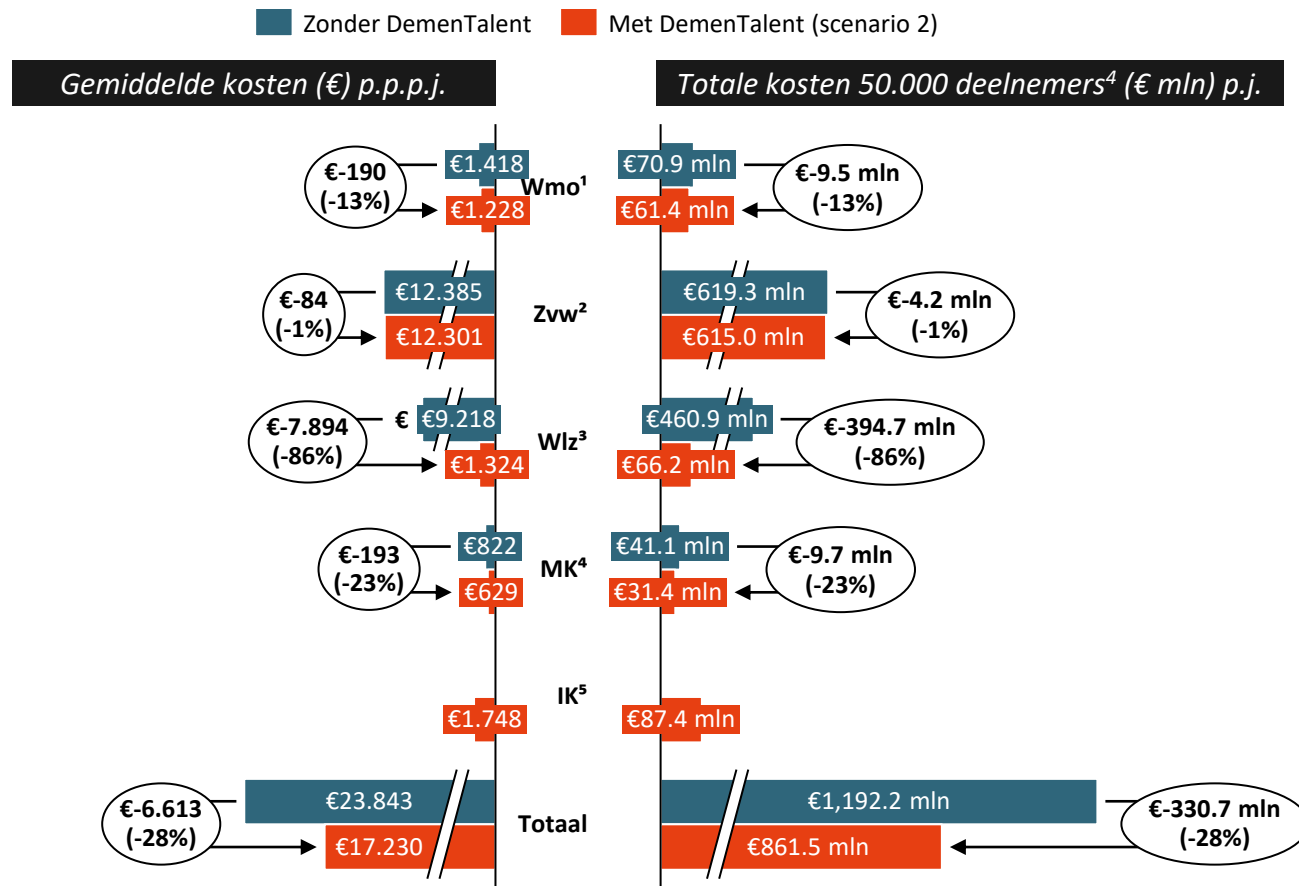 Zonder DemenTalent
Met DemenTalent (scenario 2)
Gemiddelde kosten (€) p.p.p.j.
Totale kosten 50.000 deelnemers⁴ (€ mln) p.j.
€-190
(-13%)
€1.418
€1.228
Wmo¹
€70.9 mln
€61.4 mln
€-9.5 mln
(-13%)
€-84
(-1%)
€12.385
€12.301
Zvw²
€619.3 mln
€615.0 mln
€-4.2 mln
(-1%)
€-7.894
(-86%)
€
€9.218
€1.324
Wlz³
€460.9 mln
€66.2 mln
€-394.7 mln
(-86%)
€-193
(-23%)
€822
€629
MK⁴
€41.1 mln
€31.4 mln
€-9.7 mln
(-23%)
€1.748
IK⁵
€87.4 mln
€-6.613
(-28%)
€23.843
€17.230
Totaal
€1,192.2 mln
€861.5 mln
€-330.7 mln
(-28%)